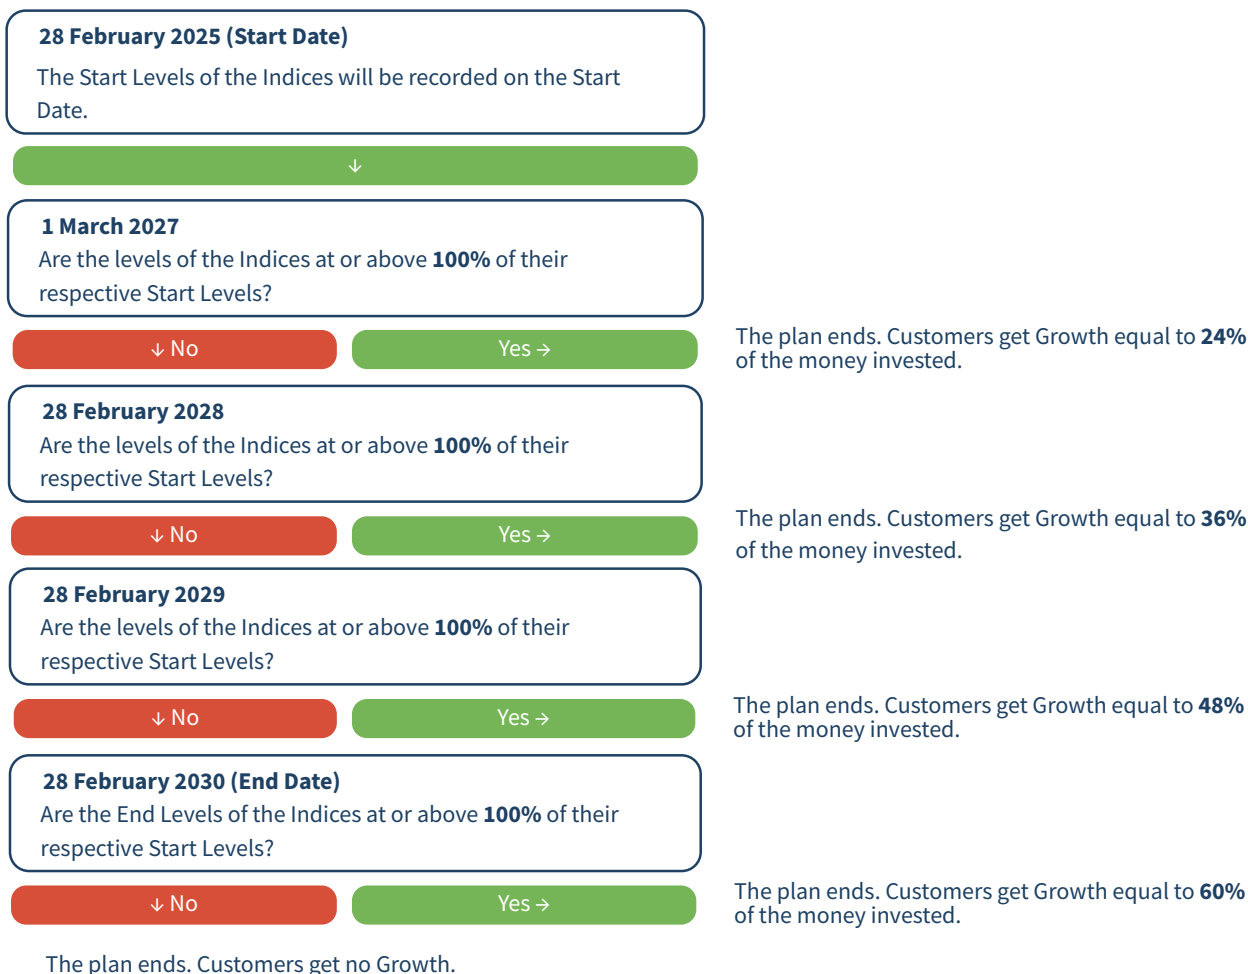 28 February 2025 (Start Date)
The Start Levels of the Indices will be recorded on the Start
Date.
↓
1 March 2027
Are the levels of the Indices at or above 100% of their
respective Start Levels?
↓ No
Yes →
The plan ends. Customers get Growth equal to 24%
of the money invested.
28 February 2028
Are the levels of the Indices at or above 100% of their
respective Start Levels?
↓ No
Yes →
The plan ends. Customers get Growth equal to 36%
of the money invested.
28 February 2029
Are the levels of the Indices at or above 100% of their
respective Start Levels?
↓ No
Yes →
The plan ends. Customers get Growth equal to 48%
of the money invested.
28 February 2030 (End Date)
Are the End Levels of the Indices at or above 100% of their
respective Start Levels?
↓ No
Yes →
The plan ends. Customers get Growth equal to 60%
of the money invested.
The plan ends. Customers get no Growth.